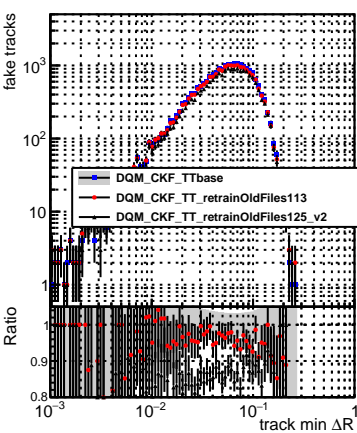 fake tracks
10³
10²
10
1
DQM_CKF_TTbase
DQM_CKF_TT_retrainOldFiles113
DQM_CKF_TT_retrainOldFiles125_v2
Ratio
1
0.9
0.8
10⁻³ 10⁻² 10⁻¹ 1
track min ΔR